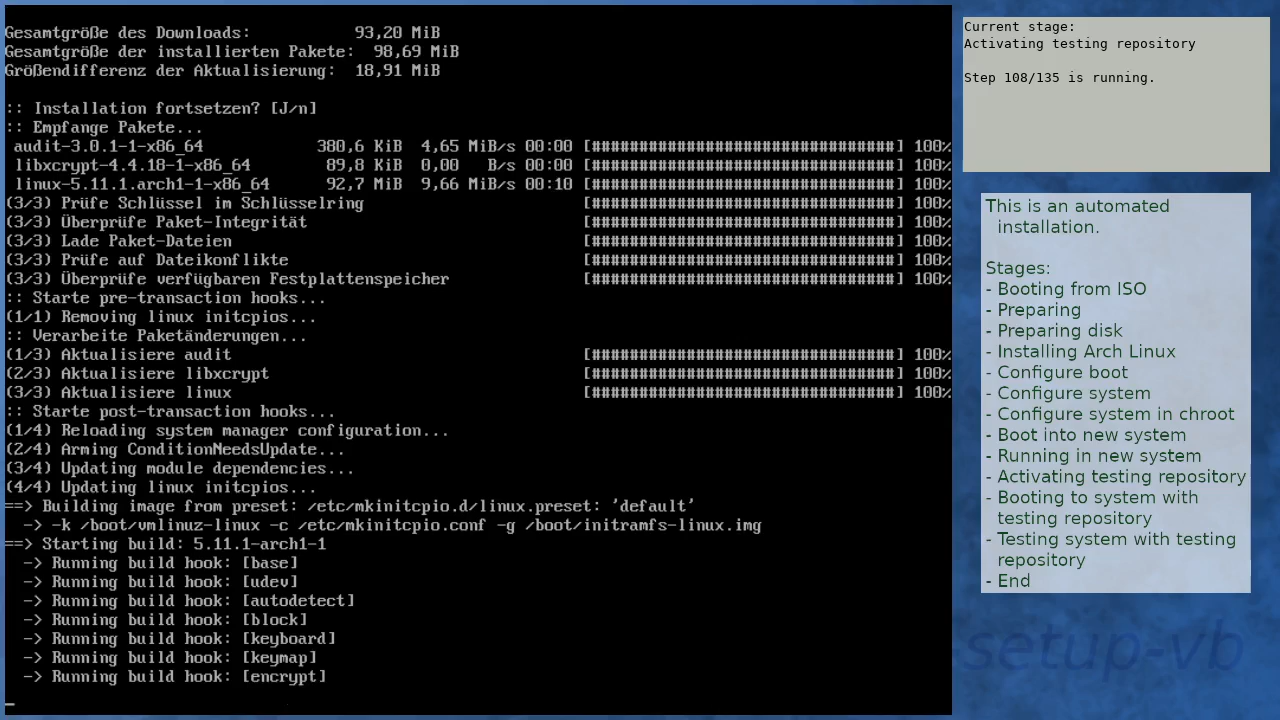 Gesamtgröße des Downloads:           93,20 MiB
Gesamtgröße der installierten Pakete:  98,69 MiB
Größendifferenz der Aktualisierung:  18,91 MiB
:: Installation fortsetzen? [J/n]
:: Empfange Pakete...
audit-3.0.1-1-x86_64            380,6 KiB  4,65 MiB/s 00:00 [################################] 100%
libxcrypt-4.4.18-1-x86_64        89,8 KiB  0,00   B/s 00:00 [################################] 100%
linux-5.11.1.arch1-1-x86_64      92,7 MiB  9,66 MiB/s 00:10 [################################] 100%
(3/3) Prüfe Schlüssel im Schlüsselring                       [################################] 100%
(3/3) Überprüfe Paket-Integrität                             [################################] 100%
(3/3) Lade Paket-Dateien                                     [################################] 100%
(3/3) Prüfe auf Dateikonflikte                               [################################] 100%
(3/3) Überprüfe verfügbaren Festplattenspeicher              [################################] 100%
:: Starte pre-transaction hooks...
(1/1) Removing linux initcpios...
:: Verarbeite Paketänderungen...
(1/3) Aktualisiere audit                                     [################################] 100%
(2/3) Aktualisiere libxcrypt                                 [################################] 100%
(3/3) Aktualisiere linux                                     [################################] 100%
:: Starte post-transaction hooks...
(1/4) Reloading system manager configuration...
(2/4) Arming ConditionNeedsUpdate...
(3/4) Updating module dependencies...
(4/4) Updating linux initcpios...
==> Building image from preset: /etc/mkinitcpio.d/linux.preset: 'default'
-> -k /boot/vmlinuz-linux -c /etc/mkinitcpio.conf -g /boot/initramfs-linux.img
==> Starting build: 5.11.1-arch1-1
-> Running build hook: [base]
-> Running build hook: [udev]
-> Running build hook: [autodetect]
-> Running build hook: [block]
-> Running build hook: [keyboard]
-> Running build hook: [keymap]
-> Running build hook: [encrypt]
Current stage:
Activating testing repository
Step 108/135 is running.
This is an automated
installation.
Stages:
- Booting from ISO
- Preparing
- Preparing disk
- Installing Arch Linux
- Configure boot
- Configure system
- Configure system in chroot
- Boot into new system
- Running in new system
- Activating testing repository
- Booting to system with
testing repository
- Testing system with testing
repository
- End
setup-vb